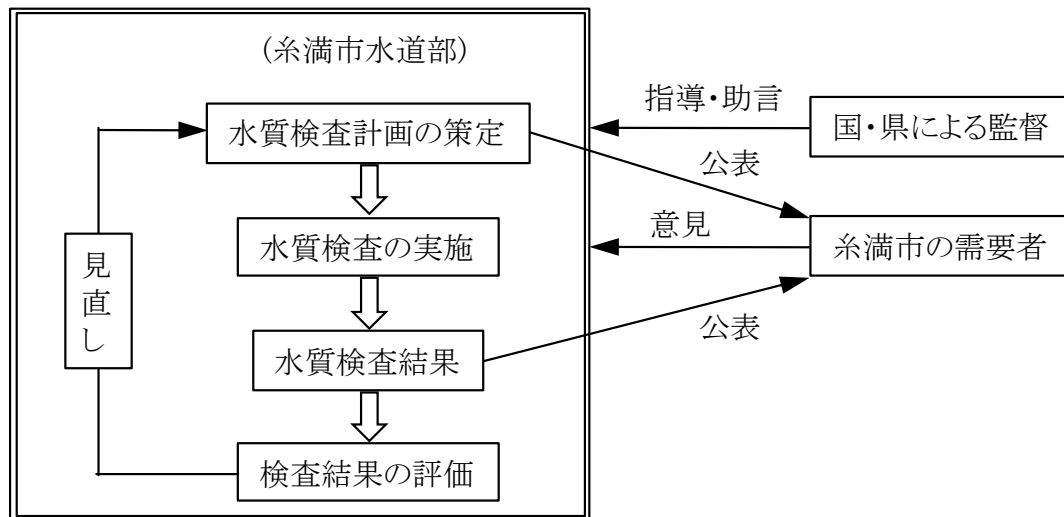 (糸満市水道部)
水質検査計画の策定
水質検査の実施
水質検査結果
検査結果の評価
見直し
指導・助言
国・県による監督
公表
意見
糸満市の需要者
公表